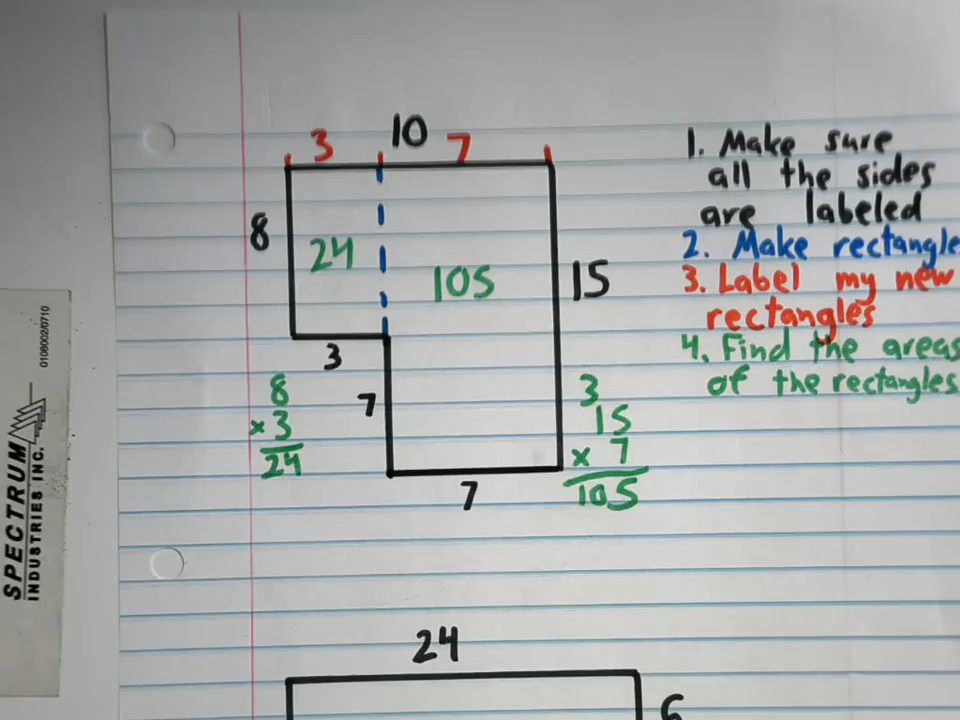 10
3
7
8
24
105
15
3
7
7
8
× 3
24
3
15
× 7
105
1. Make sure
all the sides
are labeled
2. Make rectangle
3. Label my new
rectangles
4. Find the areas
of the rectangles
24
SPECTRUM
INDUSTRIES INC.
0108002/0710